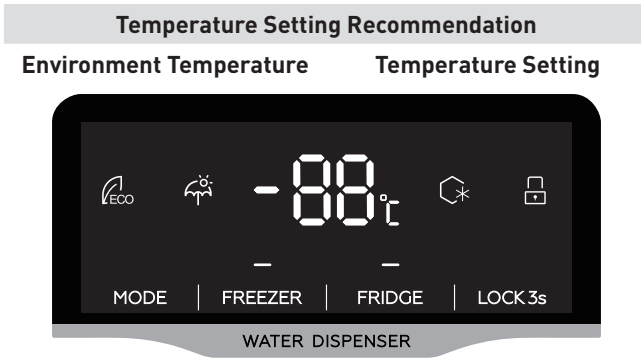 Temperature Setting Recommendation
Environment Temperature Temperature Setting
ECO -88°C
MODE FREEZER FRIDGE LOCK 3s
WATER DISPENSER